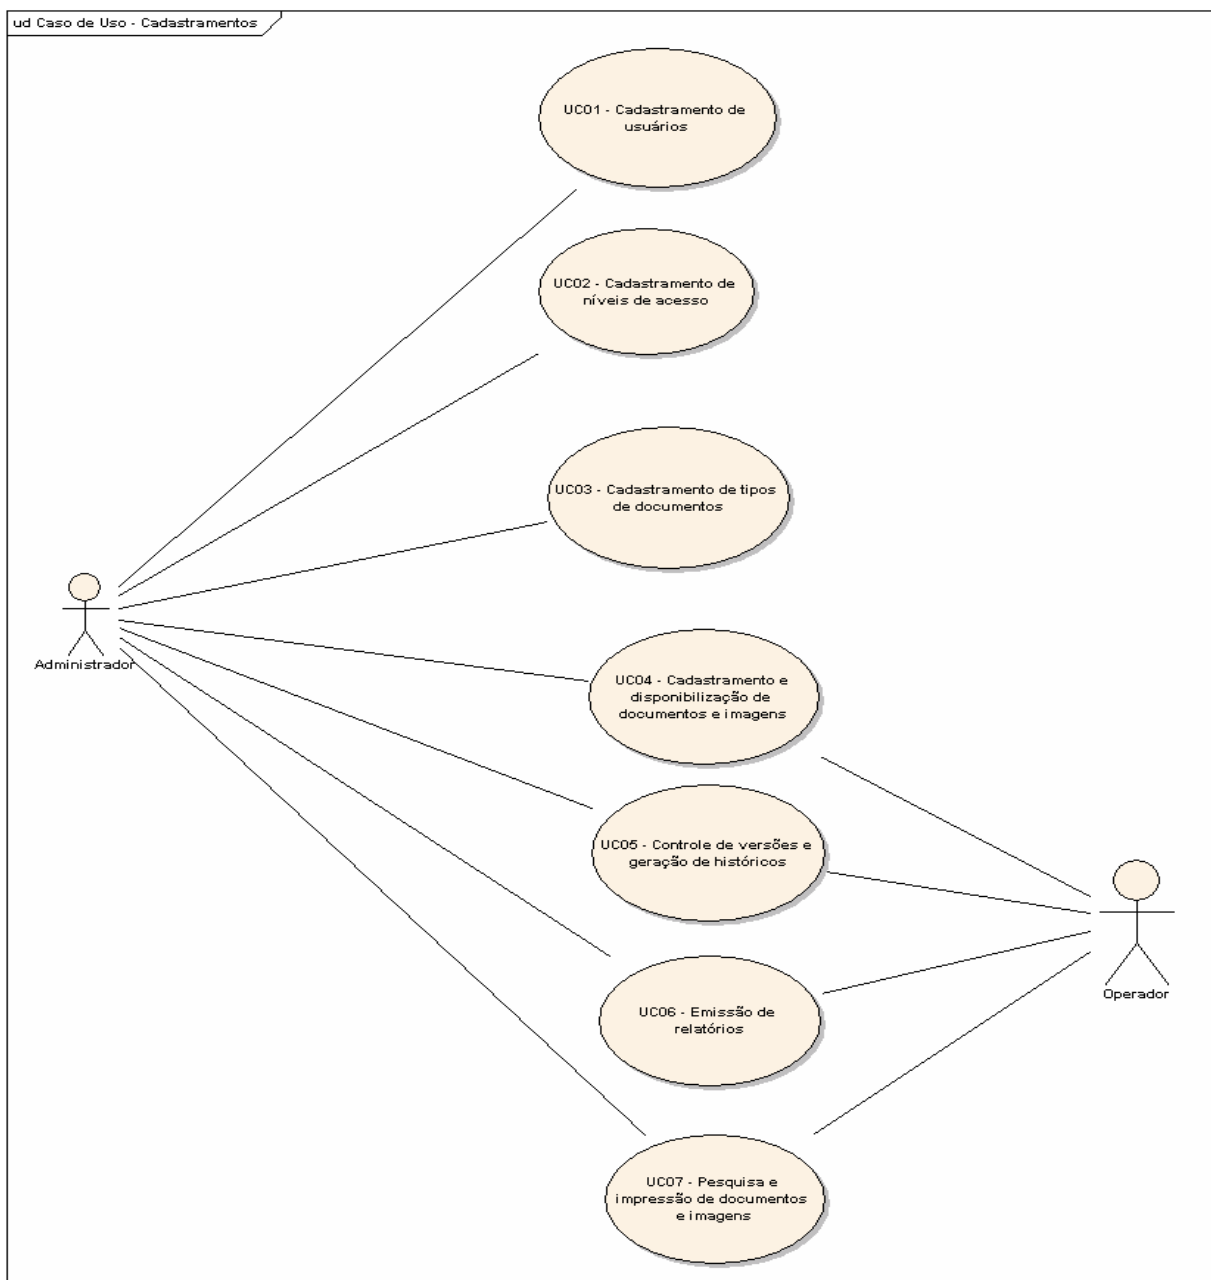 ud Caso de Uso - Cadastramentos
UC01 - Cadastramento de
usuários
UC02 - Cadastramento de
níveis de acesso
UC03 - Cadastramento de tipos
de documentos
Administrador
UC04 - Cadastramento e
disponibilização de
documentos e imagens
UC05 - Controle de versões e
geração de históricos
Operador
UC06 - Emissão de
relatórios
UC07 - Pesquisa e
impressão de documentos
e imagens